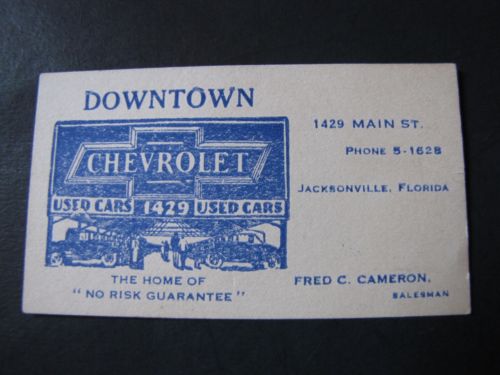 DOWNTOWN
CHEVROLET
USED CARS 1429 USED CARS
THE HOME OF
"NO RISK GUARANTEE"
1429 MAIN ST.
PHONE 5-1628
JACKSONVILLE, FLORIDA
FRED C. CAMERON,
SALESMAN